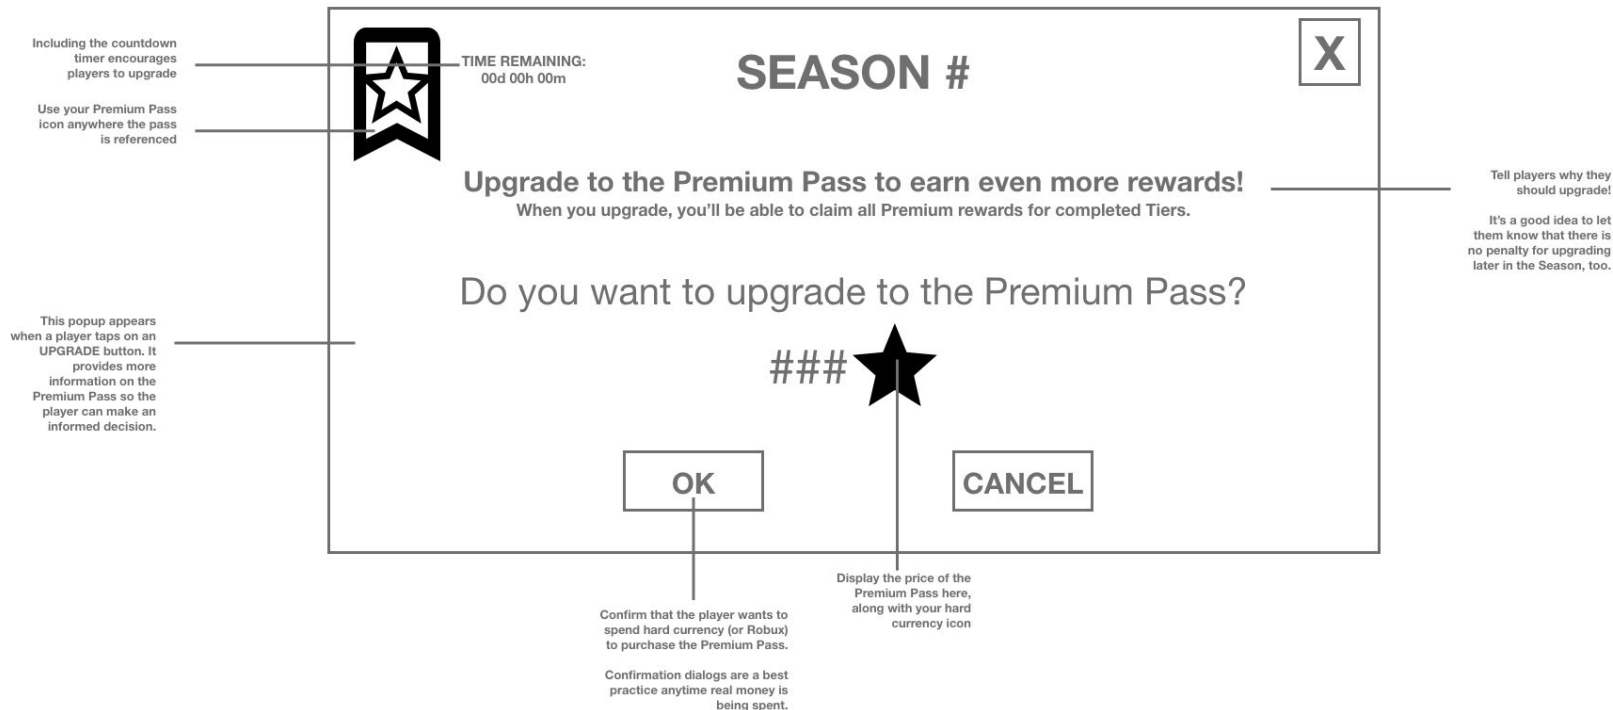 Including the countdown
timer encourages
players to upgrade
Use your Premium Pass
icon anywhere the pass
is referenced
TIME REMAINING:
00d 00h 00m
SEASON #
X
Upgrade to the Premium Pass to earn even more rewards!
When you upgrade, you’ll be able to claim all Premium rewards for completed Tiers.
Tell players why they
should upgrade!
It’s a good idea to let
them know that there is
no penalty for upgrading
later in the Season, too.
Do you want to upgrade to the Premium Pass?
###
This popup appears
when a player taps on an
UPGRADE button. It
provides more
information on the
Premium Pass so the
player can make an
informed decision.
OK
CANCEL
Display the price of the
Premium Pass here,
along with your hard
currency icon
Confirm that the player wants to
spend hard currency (or Robux)
to purchase the Premium Pass.
Confirmation dialogs are a best
practice anytime real money is
being spent.